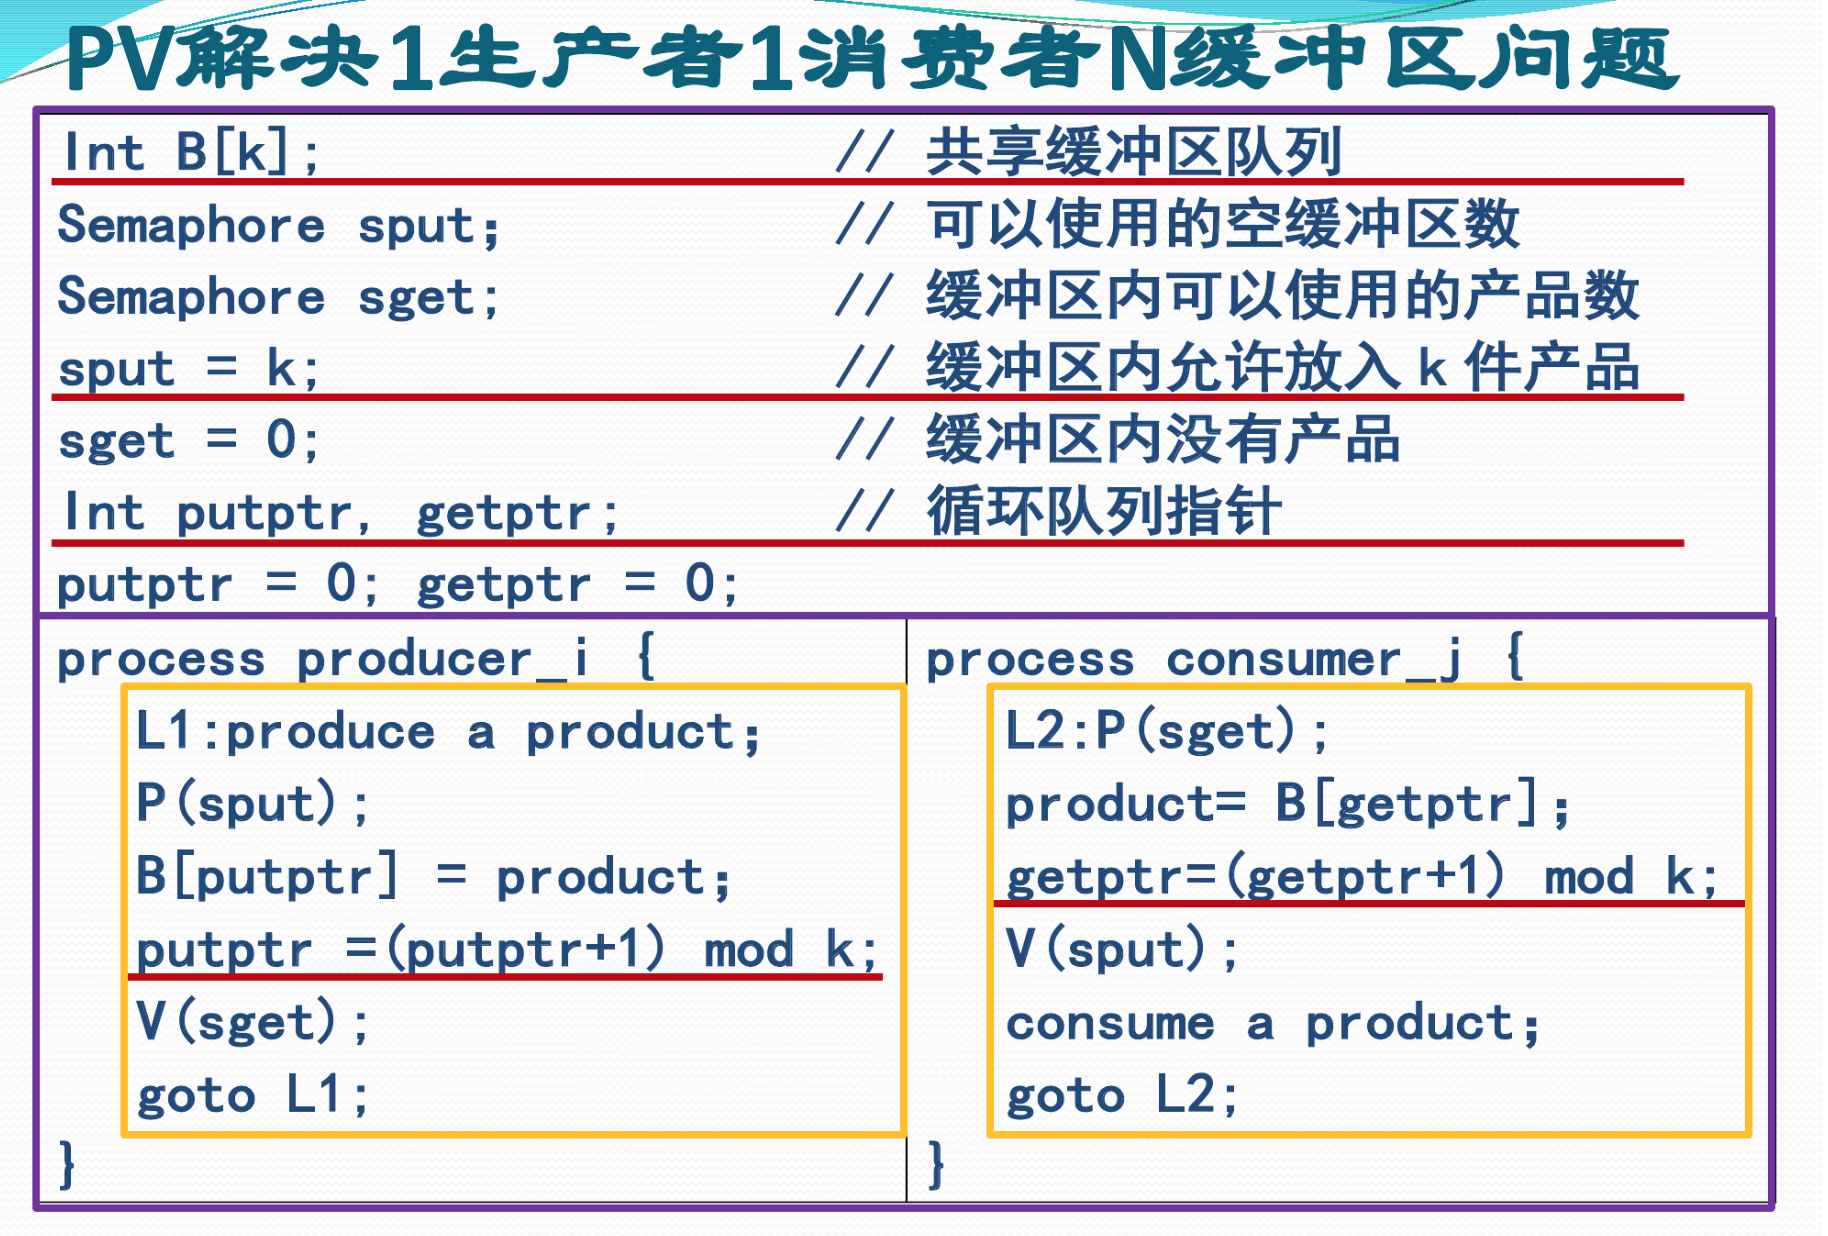 PV解决1生产者1消费者N缓冲区问题
Int B[k]; // 共享缓冲区队列
Semaphore sput; // 可以使用的空缓冲区数
Semaphore sget; // 缓冲区内可以使用的产品数
sput = k; // 缓冲区内允许放入 k 件产品
sget = 0; // 缓冲区内没有产品
Int putptr, getptr; // 循环队列指针
putptr = 0; getptr = 0;
process producer_i {
L1:produce a product;
P(sput);
B[putptr] = product;
putptr =(putptr+1) mod k;
V(sget);
goto L1;
}
process consumer_j {
L2:P(sget);
product= B[getptr];
getptr=(getptr+1) mod k;
V(sput);
consume a product;
goto L2;
}